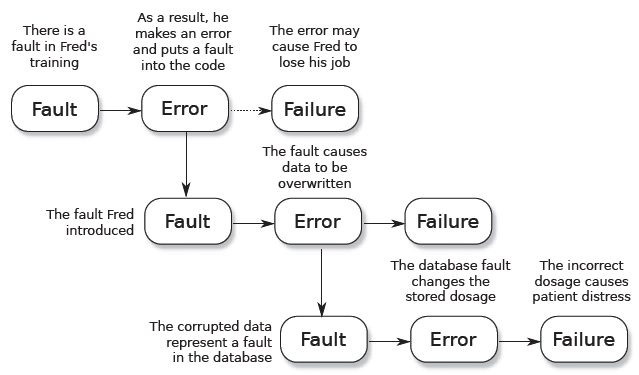 There is a
fault in Fred's
training
As a result, he
makes an error
and puts a fault
into the code
The error may
cause Fred to
lose his job
Fault
Error
Failure
The fault causes
data to be
overwritten
The fault Fred
introduced
Fault
Error
Failure
The database fault
changes the
stored dosage
The incorrect
dosage causes
patient distress
The corrupted data
represent a fault
in the database
Fault
Error
Failure